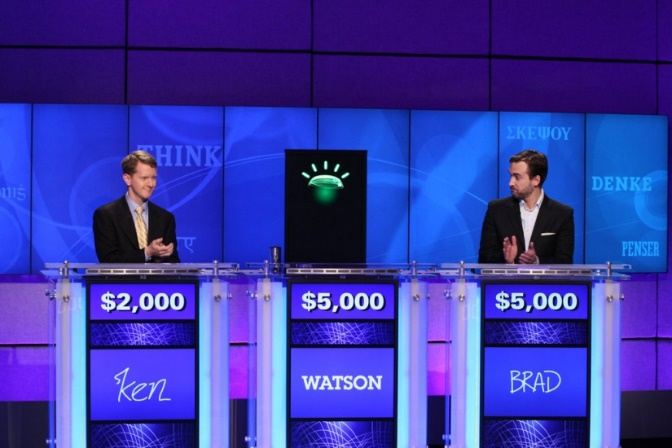 THINK
ΣΚΕΨΟΥ
DENKE
PENSER
$2,000
$5,000
$5,000
Ken
WATSON
BRAD